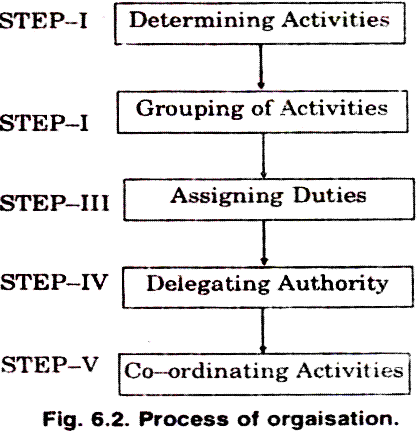 STEP–I Determining Activities
STEP–I Grouping of Activities
STEP–III Assigning Duties
STEP–IV Delegating Authority
STEP–V Co–ordinating Activities
Fig. 6.2. Process of orgaisation.